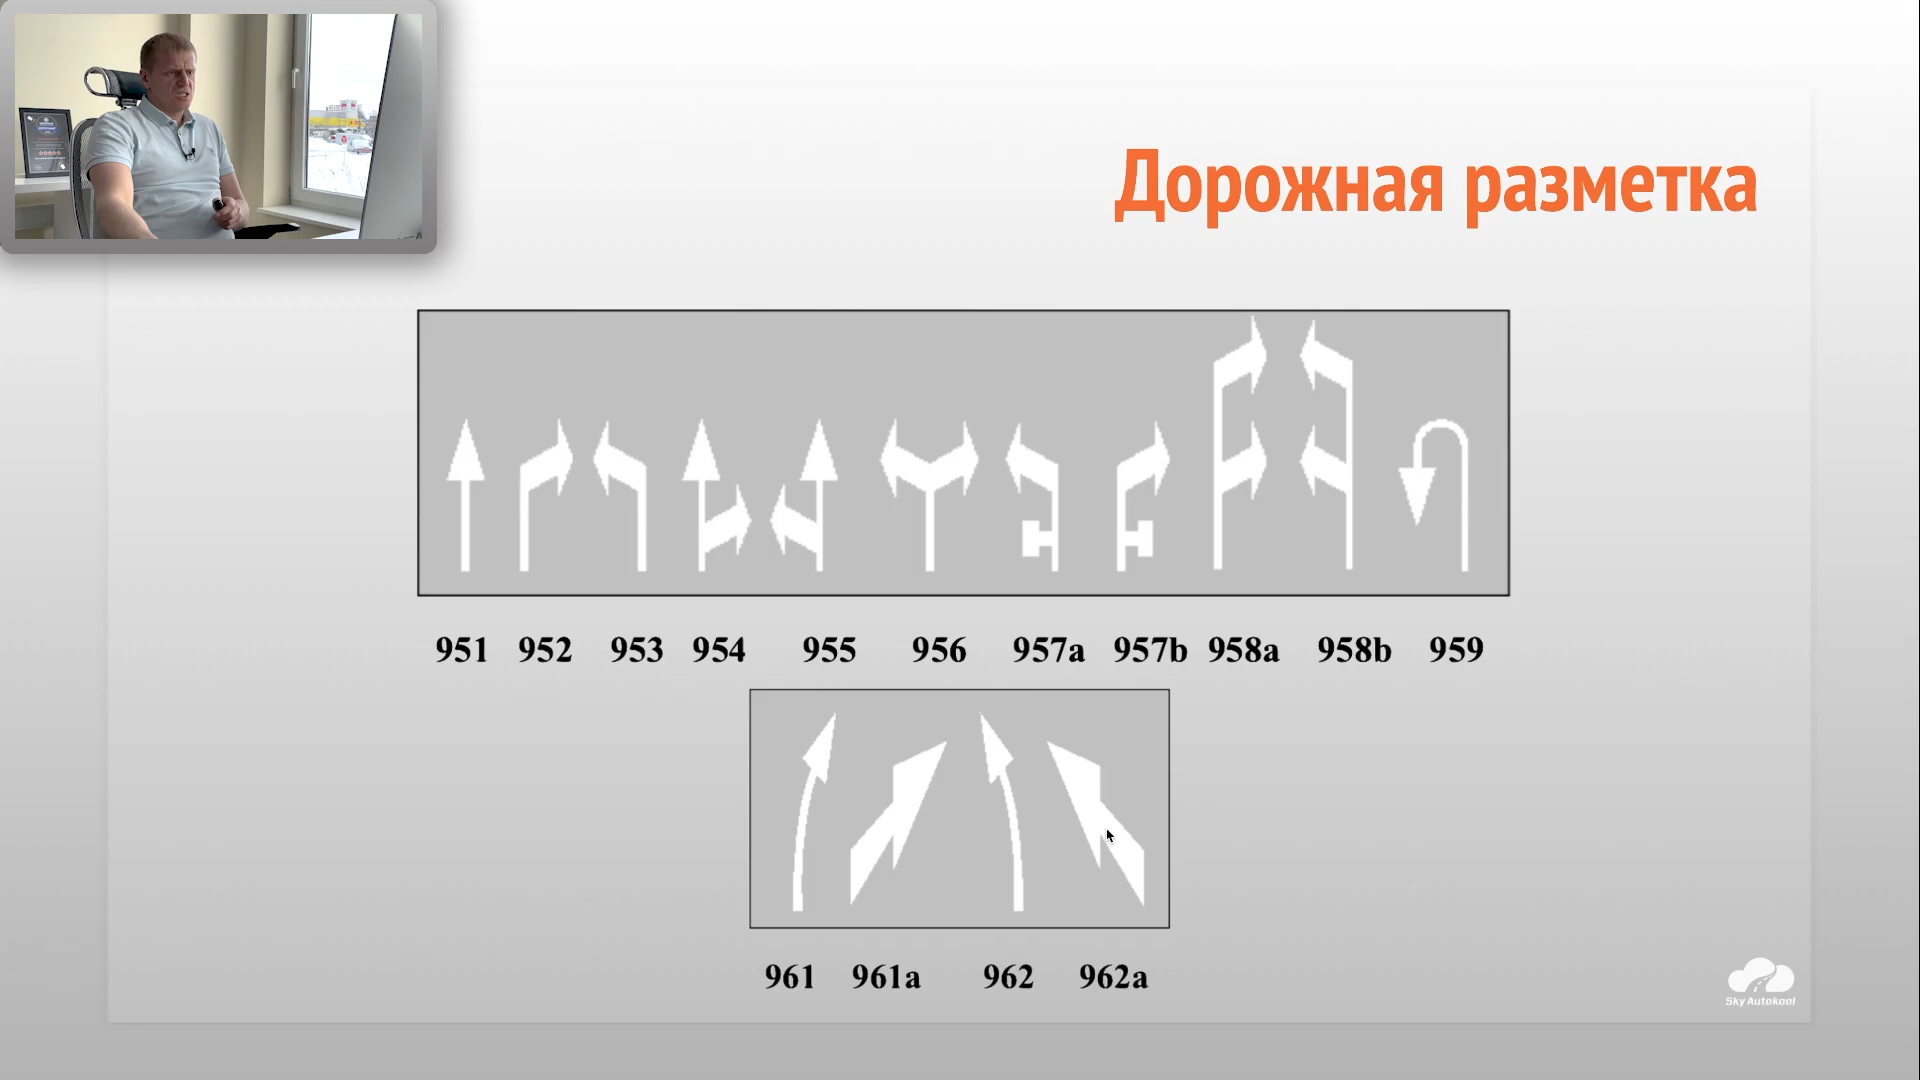 Дорожная разметка
951 952 953 954 955 956 957a 957b 958a 958b 959
961 961a 962 962a
Sky Autokool